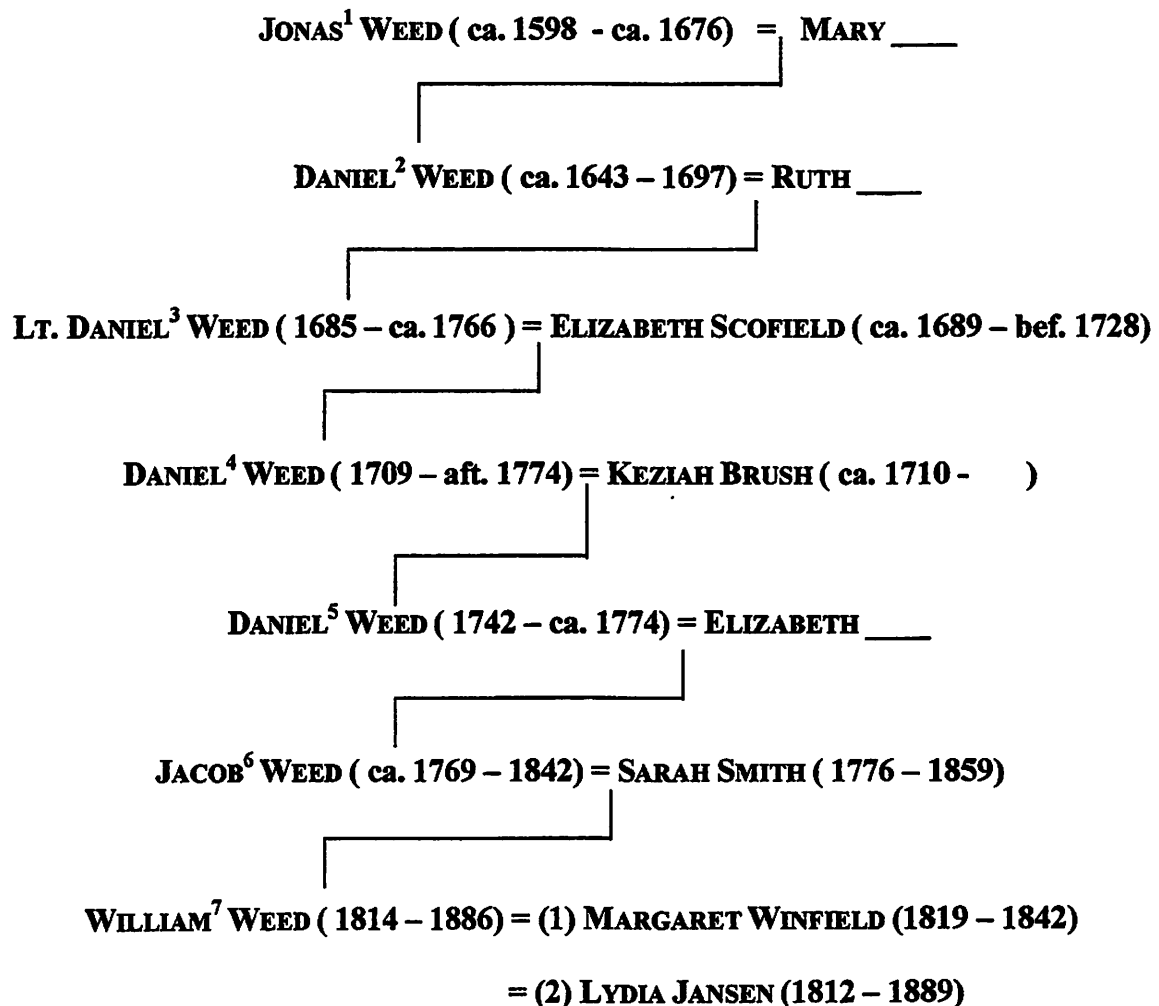 JONAS¹ WEED ( ca. 1598 - ca. 1676) = MARY ____
DANIEL² WEED ( ca. 1643 – 1697) = RUTH ____
LT. DANIEL³ WEED ( 1685 – ca. 1766 ) = ELIZABETH SCOFIELD ( ca. 1689 – bef. 1728)
DANIEL⁴ WEED ( 1709 – aft. 1774) = KEZIAH BRUSH ( ca. 1710 - )
DANIEL⁵ WEED ( 1742 – ca. 1774) = ELIZABETH ____
JACOB⁶ WEED ( ca. 1769 – 1842) = SARAH SMITH ( 1776 – 1859)
WILLIAM⁷ WEED ( 1814 – 1886) = (1) MARGARET WINFIELD (1819 – 1842)
= (2) LYDIA JANSEN (1812 – 1889)